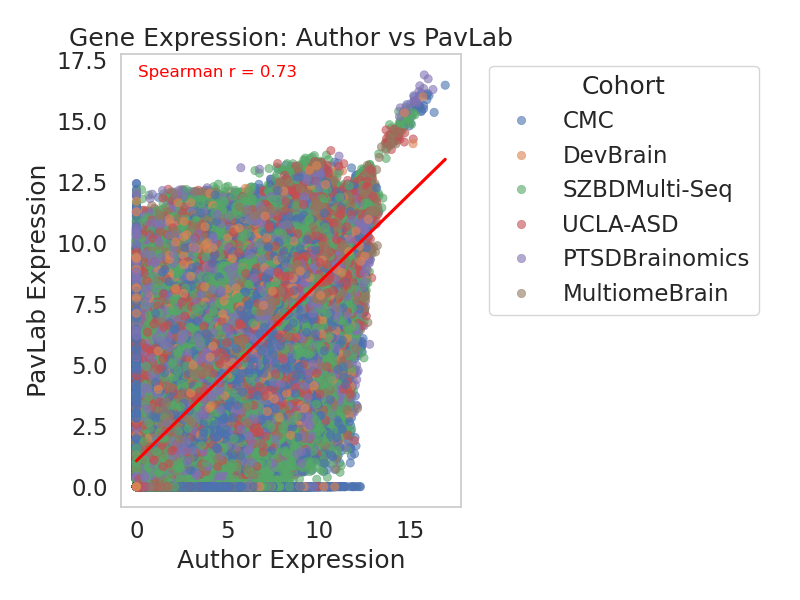 Gene Expression: Author vs PavLab
Spearman r = 0.73
17.5
15.0
12.5
10.0
7.5
5.0
2.5
0.0
PavLab Expression
0 5 10 15
Author Expression
Cohort
CMC
DevBrain
SZBDMulti-Seq
UCLA-ASD
PTSDBrainomics
MultiomeBrain